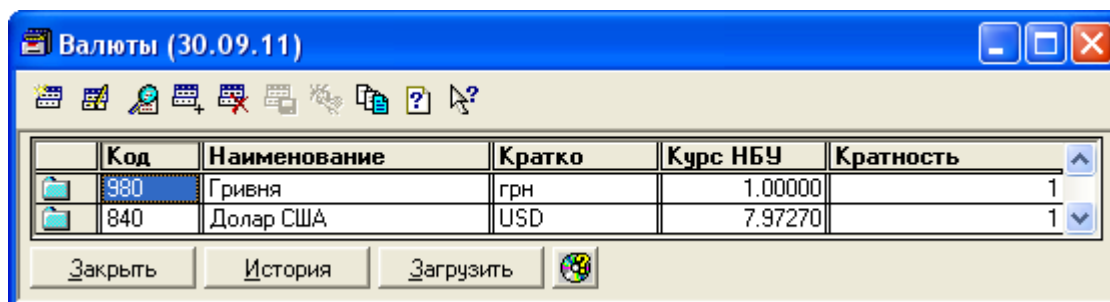 Валюты (30.09.11)
Код Наименование Кратко Курс НБУ Кратность
980 Гривня грн 1.00000 1
840 Долар США USD 7.97270 1
Закрыть История Загрузить